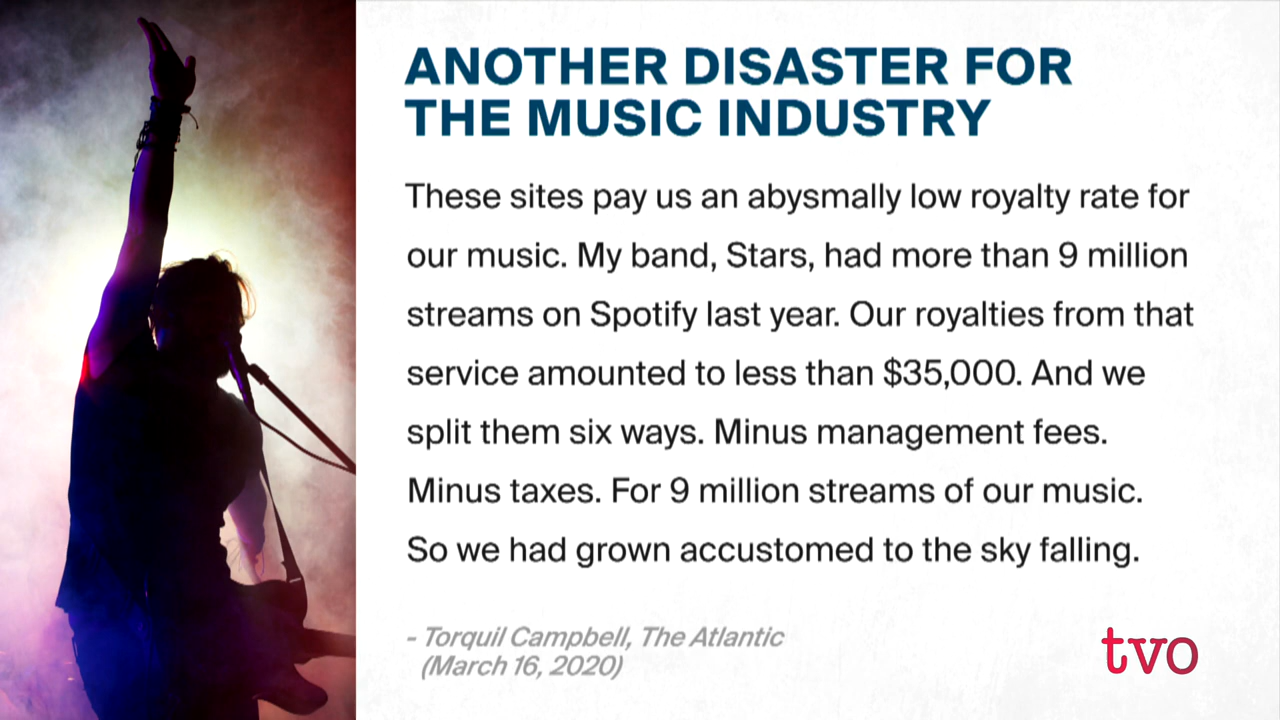 ANOTHER DISASTER FOR
THE MUSIC INDUSTRY
These sites pay us an abysmally low royalty rate for
our music. My band, Stars, had more than 9 million
streams on Spotify last year. Our royalties from that
service amounted to less than $35,000. And we
split them six ways. Minus management fees.
Minus taxes. For 9 million streams of our music.
So we had grown accustomed to the sky falling.
– Torquil Campbell, The Atlantic
(March 16, 2020)
tvo